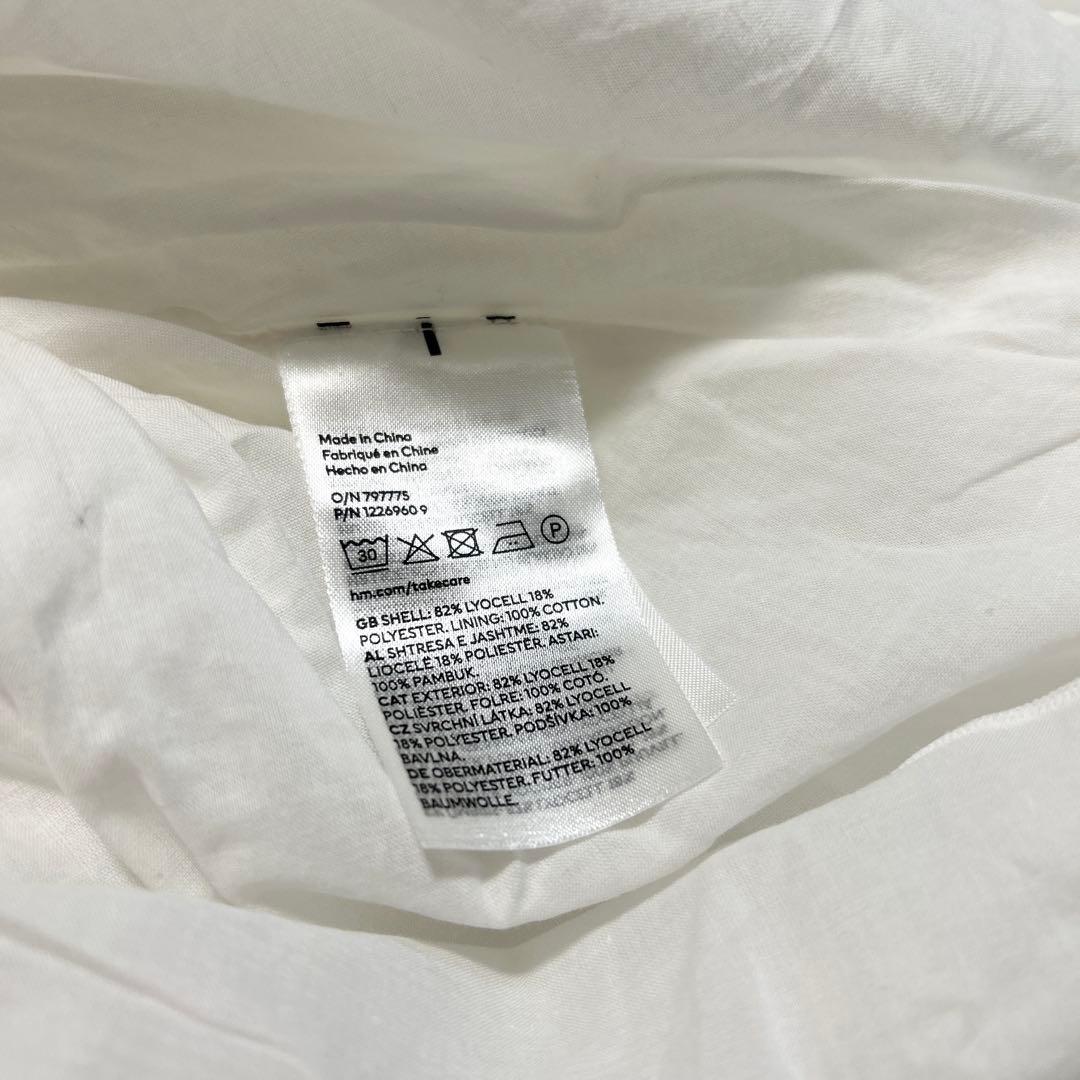 Made in China
Fabriqué en Chine
Hecho en China
O/N 797775
P/N 1226960 9
30 P
hm.com/takecare
GB SHELL: 82% LYOCELL 18%
POLYESTER. LINING: 100% COTTON.
AL SHTRESA E JASHTME: 82%
LIOCELË 18% POLIESTËR. ASTARI:
100% PAMBUK.
CAT EXTERIOR: 82% LYOCELL 18%
POLIÈSTER. FOLRE: 100% COTÓ.
CZ SVRCHNÍ LÁTKA: 82% LYOCELL
18% POLYESTER. PODŠÍVKA: 100%
BAVLNA.
DE OBERMATERIAL: 82% LYOCELL
18% POLYESTER. FUTTER: 100%
BAUMWOLLE.